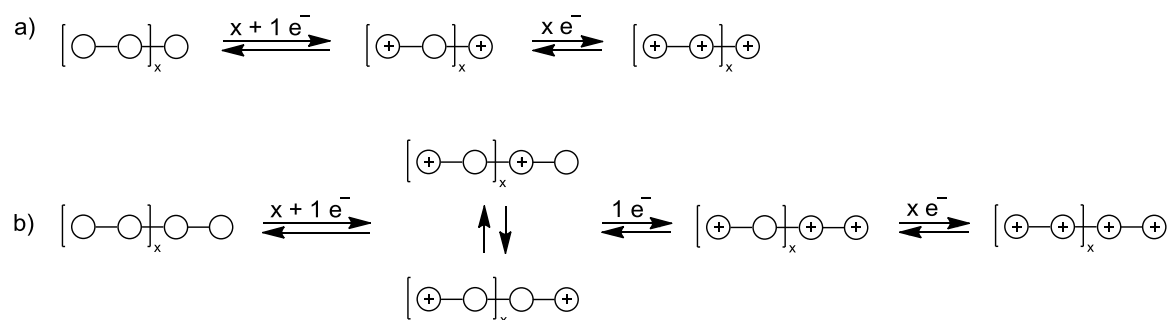 a) [ ]x x + 1 e⁻ [+ ]x + x e⁻ [+ +]x +
[+ ]x +
b) [ ]x x + 1 e⁻ 1 e⁻ [+ ]x + + x e⁻ [+ +]x + +
[+ ]x +